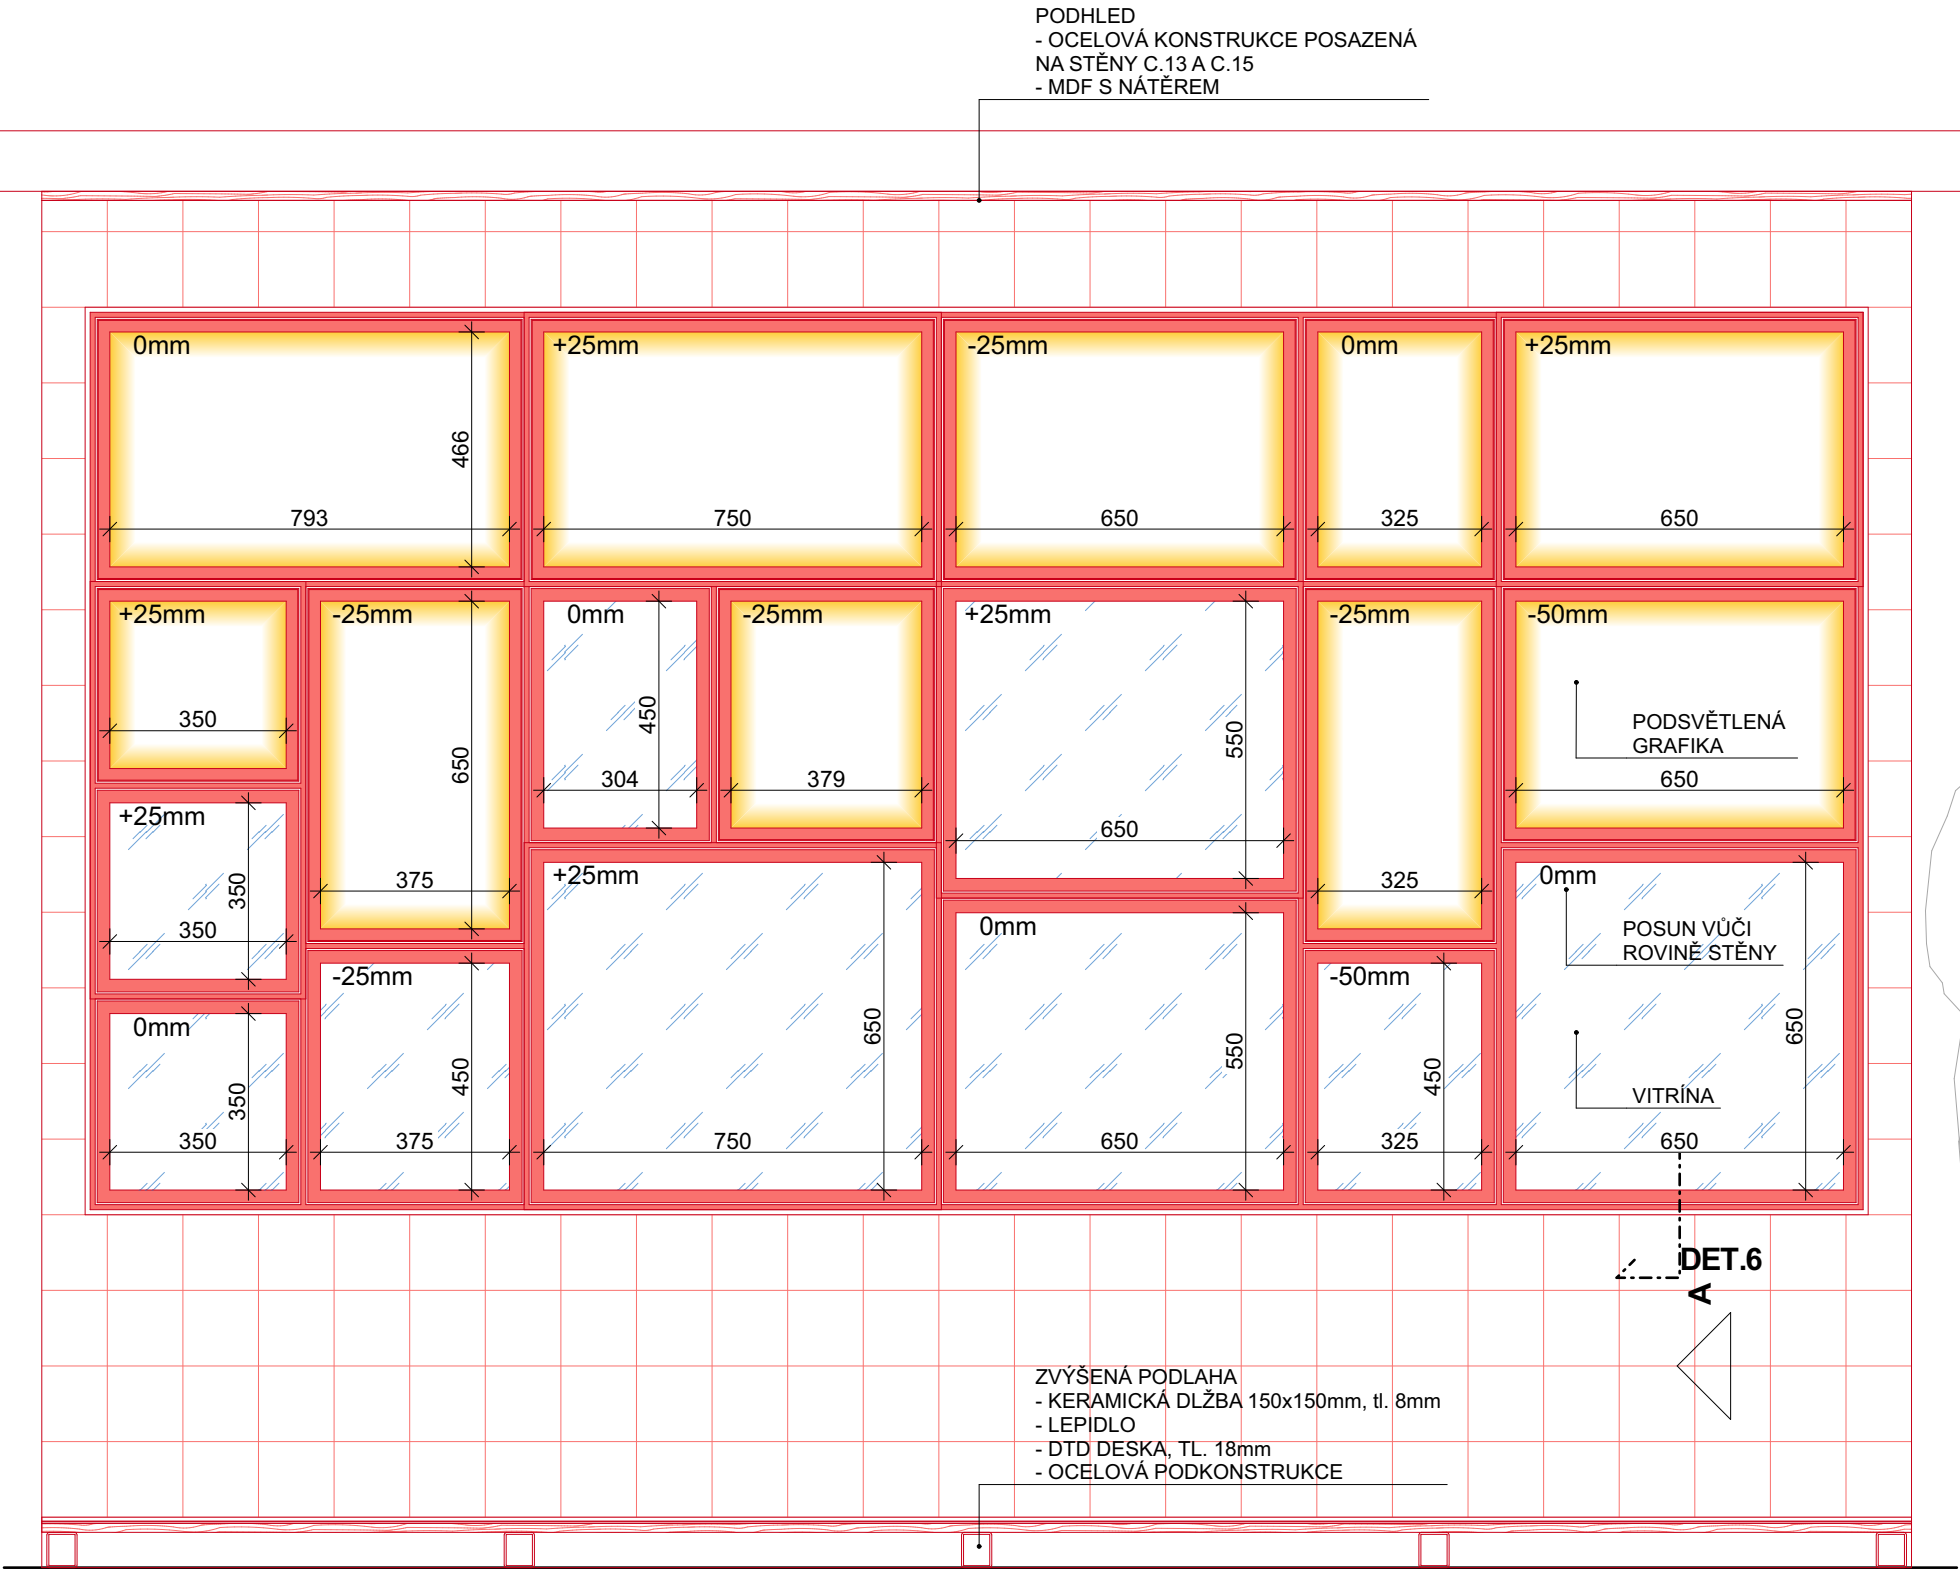 PODHLED
- OCELOVÁ KONSTRUKCE POSAZENÁ
NA STĚNY C.13 A C.15
- MDF S NÁTĚREM
0mm
+25mm
-25mm
0mm
+25mm
466
793
750
650
325
650
+25mm
-25mm
0mm
-25mm
+25mm
-25mm
-50mm
350
650
450
304
379
550
650
PODSVĚTLENÁ
GRAFIKA
650
+25mm
350
350
375
+25mm
325
0mm
0mm
POSUN VŮČI
ROVINĚ STĚNY
-25mm
-50mm
0mm
650
550
650
350
450
450
VITRÍNA
350
375
750
650
325
650
DET.6
A
ZVÝŠENÁ PODLAHA
- KERAMICKÁ DLŽBA 150x150mm, tl. 8mm
- LEPIDLO
- DTD DESKA, TL. 18mm
- OCELOVÁ PODKONSTRUKCE